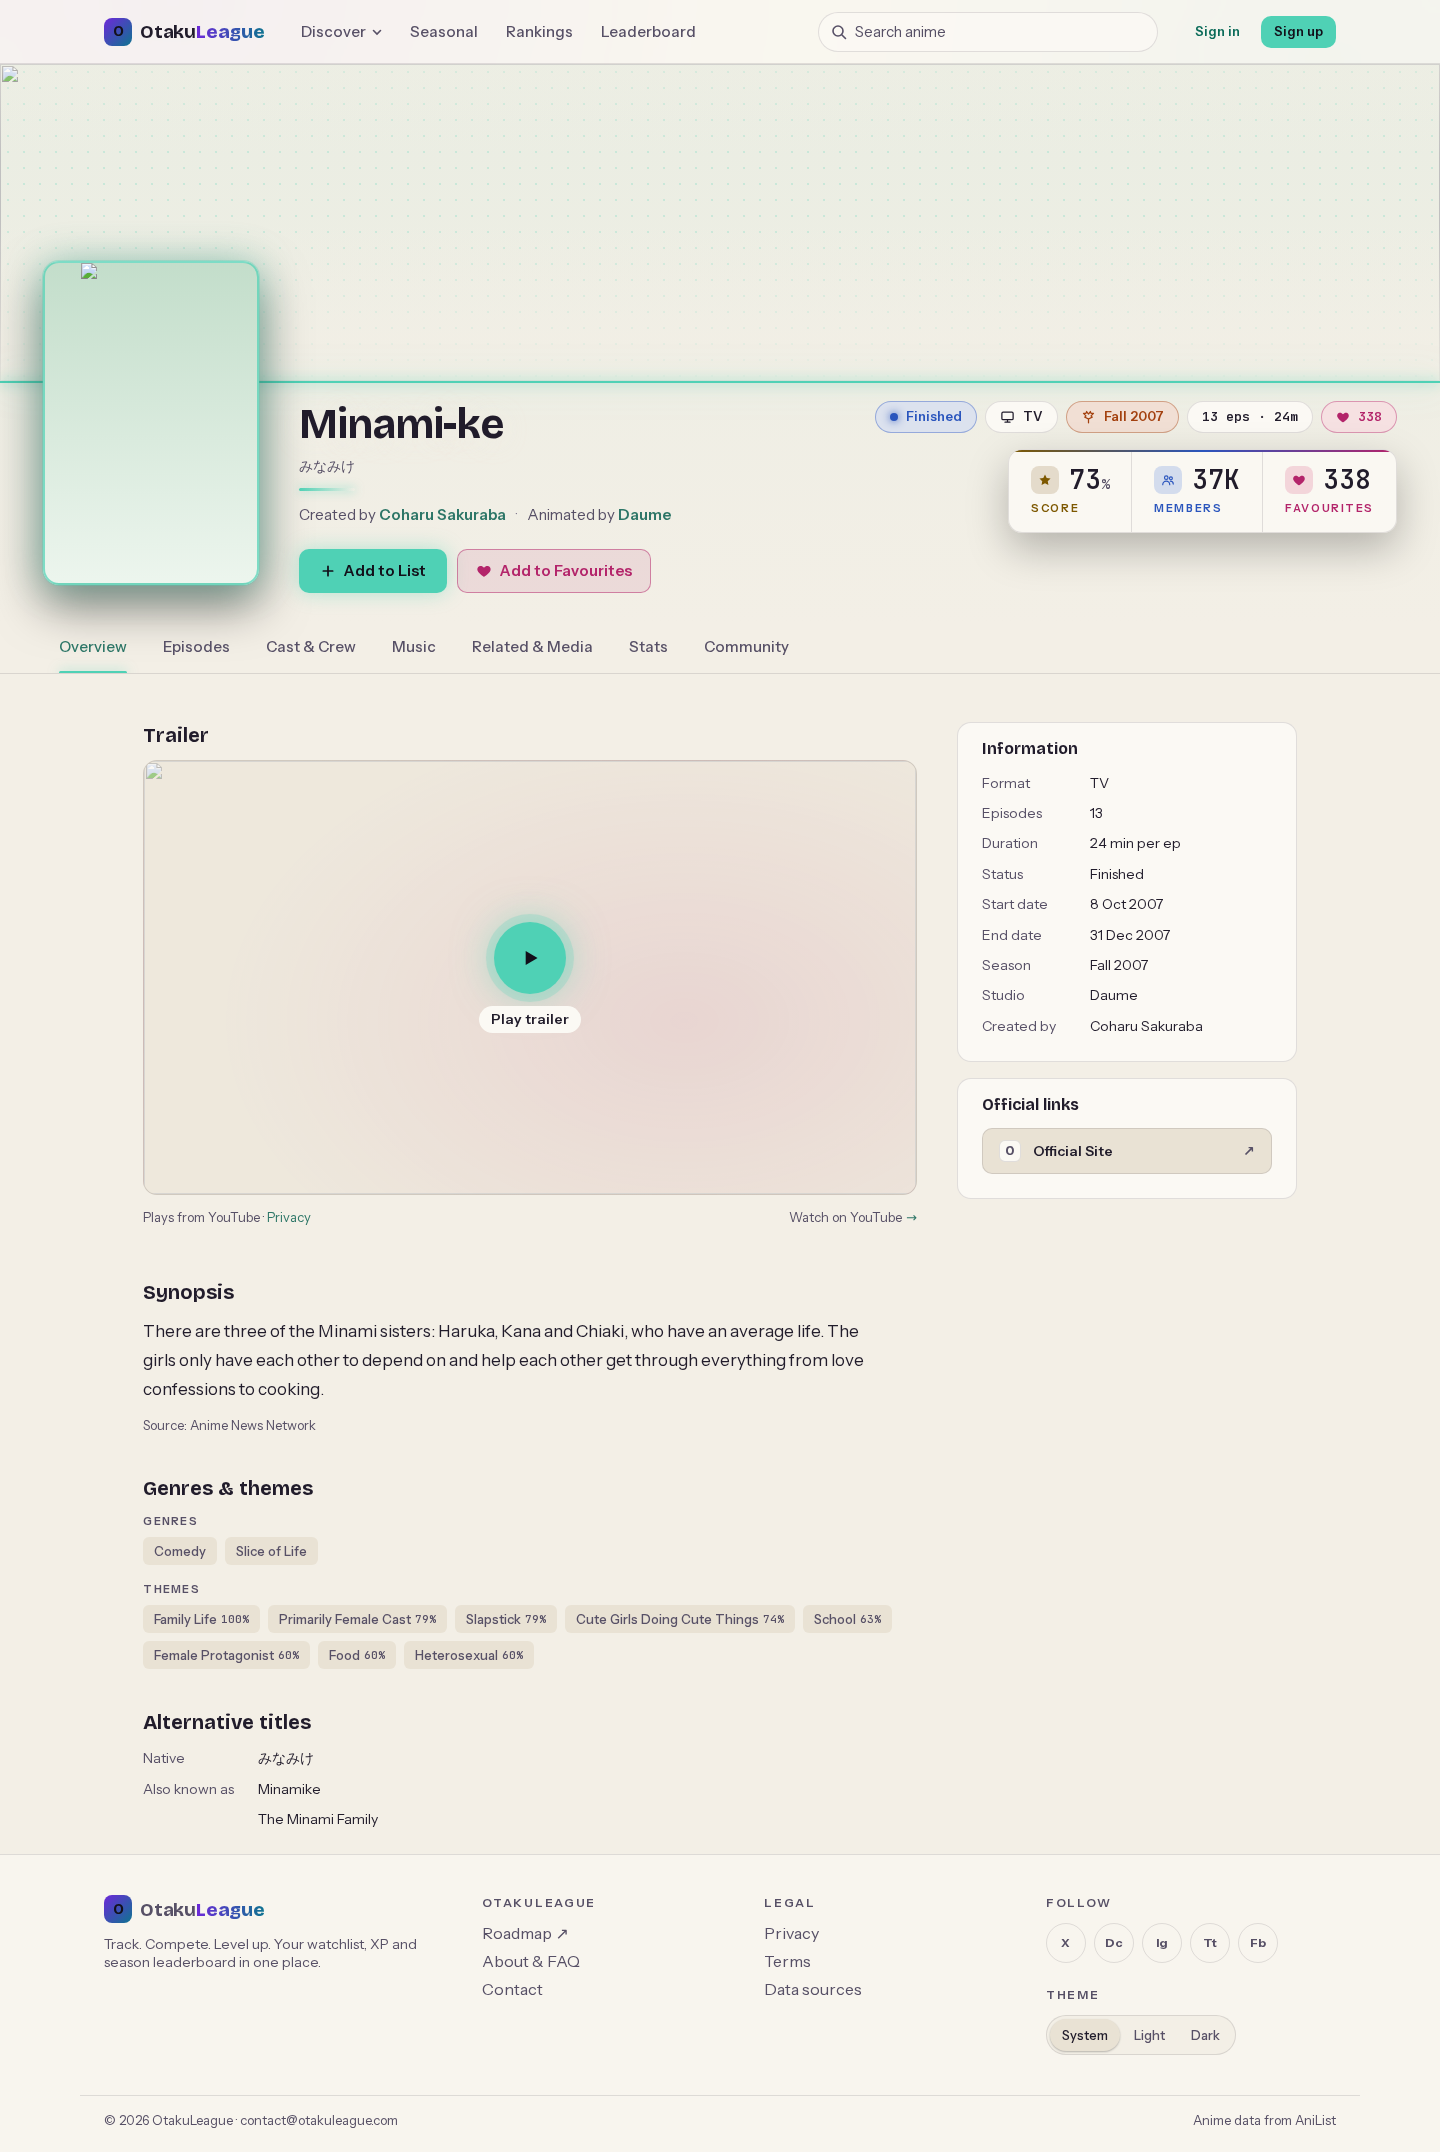 O OtakuLeague Discover Seasonal Rankings Leaderboard Search anime Sign in Sign up
Minami-ke
みなみけ
Created by Coharu Sakuraba · Animated by Daume
Add to List Add to Favourites
Finished TV Fall 2007 13 eps · 24m 338
73% 37K 338
SCORE MEMBERS FAVOURITES
Overview Episodes Cast & Crew Music Related & Media Stats Community
Trailer
Play trailer
Plays from YouTube · Privacy Watch on YouTube →
Synopsis
There are three of the Minami sisters: Haruka, Kana and Chiaki, who have an average life. The
girls only have each other to depend on and help each other get through everything from love
confessions to cooking.
Source: Anime News Network
Genres & themes
GENRES
Comedy Slice of Life
THEMES
Family Life 100% Primarily Female Cast 79% Slapstick 79% Cute Girls Doing Cute Things 74% School 63%
Female Protagonist 60% Food 60% Heterosexual 60%
Alternative titles
Native みなみけ
Also known as Minamike
The Minami Family
Information
Format TV
Episodes 13
Duration 24 min per ep
Status Finished
Start date 8 Oct 2007
End date 31 Dec 2007
Season Fall 2007
Studio Daume
Created by Coharu Sakuraba
Official links
O Official Site ↗
O OtakuLeague
Track. Compete. Level up. Your watchlist, XP and
season leaderboard in one place.
OTAKULEAGUE
Roadmap ↗
About & FAQ
Contact
LEGAL
Privacy
Terms
Data sources
FOLLOW
X Dc Ig Tt Fb
THEME
System Light Dark
© 2026 OtakuLeague · contact@otakuleague.com Anime data from AniList